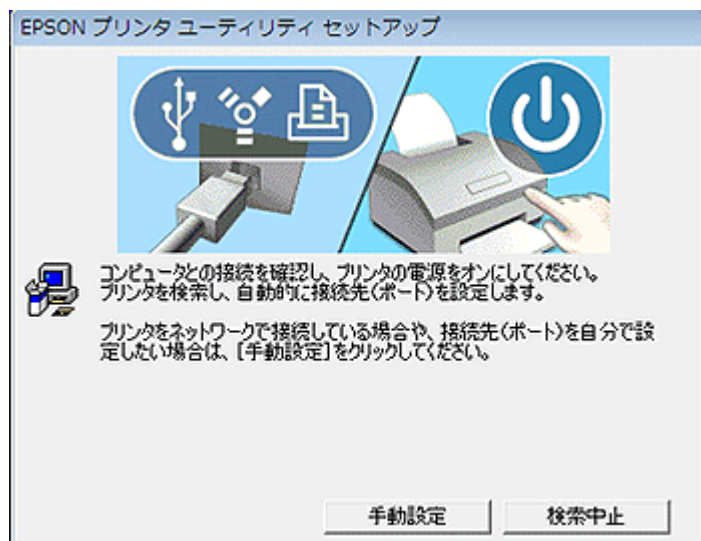 EPSON プリンタ ユーティリティ セットアップ
コンピュータとの接続を確認し、プリンタの電源をオンにしてください。
プリンタを検索し、自動的に接続先(ポート)を設定します。
プリンタをネットワークで接続している場合や、接続先(ポート)を自分で設
定したい場合は、[手動設定]をクリックしてください。
手動設定
検索中止